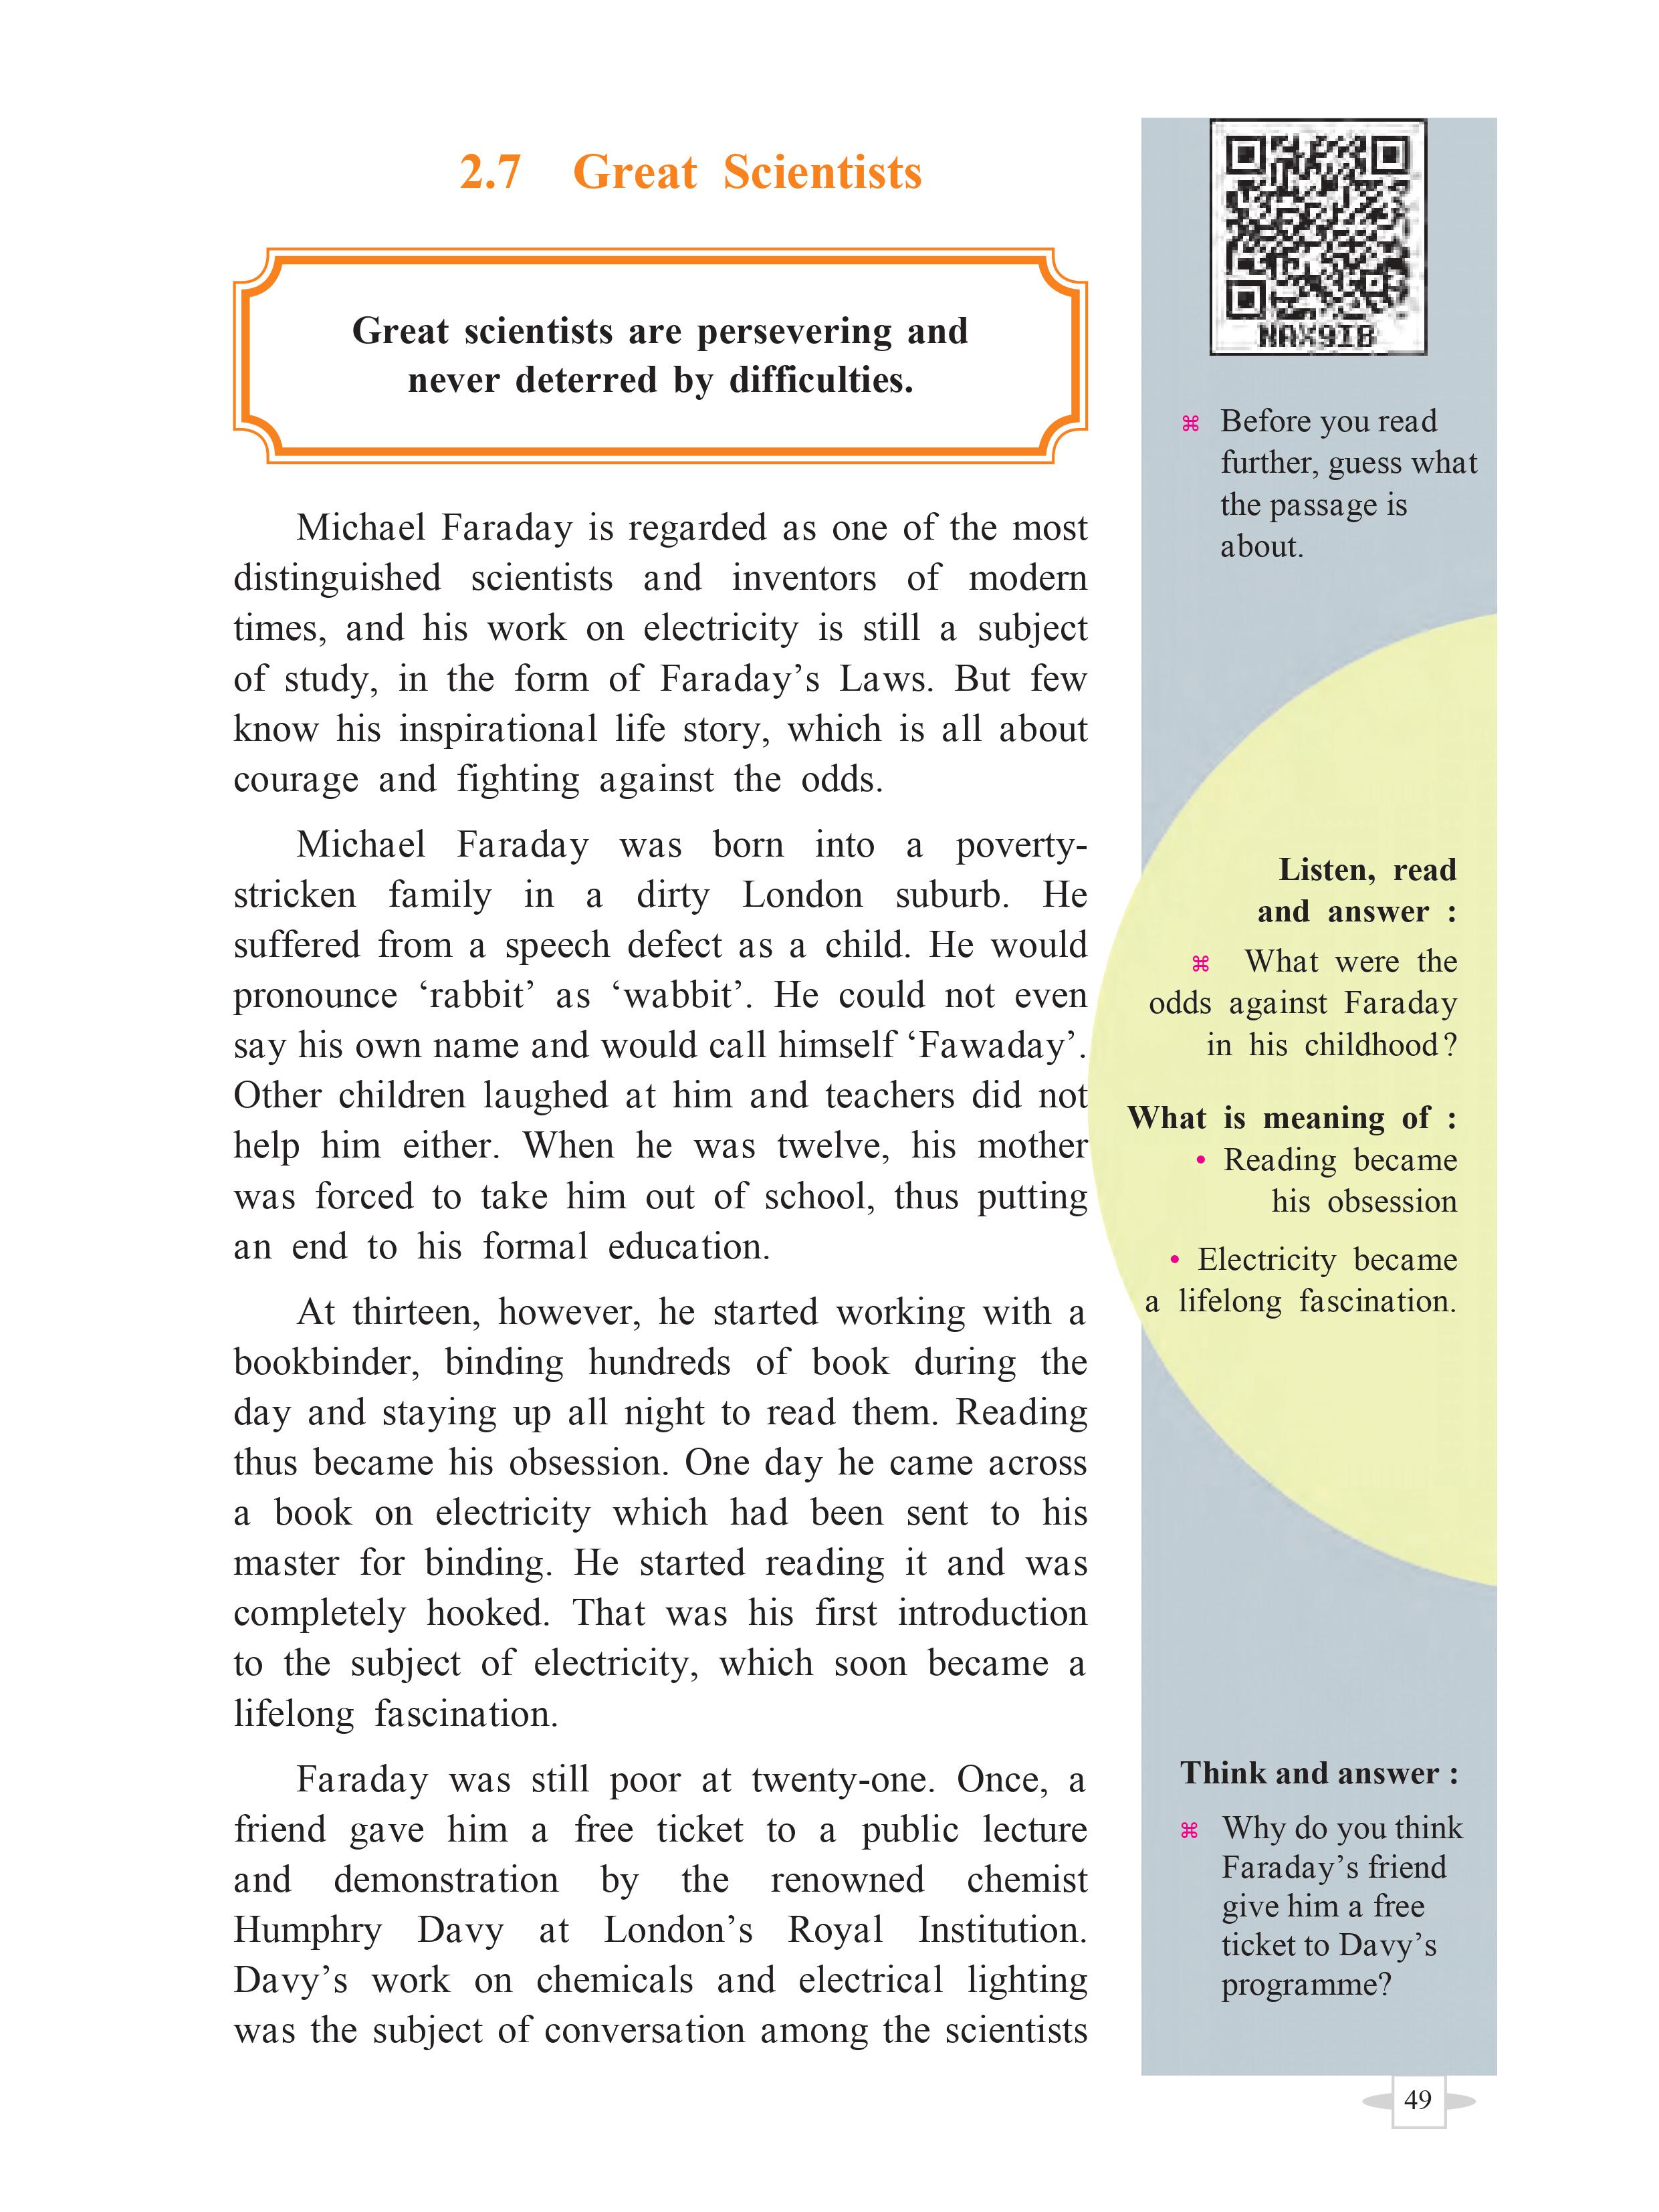 2.7 Great Scientists
Great scientists are persevering and
never deterred by difficulties.
Michael Faraday is regarded as one of the most
distinguished scientists and inventors of modern
times, and his work on electricity is still a subject
of study, in the form of Faraday’s Laws. But few
know his inspirational life story, which is all about
courage and fighting against the odds.
Michael Faraday was born into a poverty-
stricken family in a dirty London suburb. He
suffered from a speech defect as a child. He would
pronounce ‘rabbit’ as ‘wabbit’. He could not even
say his own name and would call himself ‘Fawaday’.
Other children laughed at him and teachers did not
help him either. When he was twelve, his mother
was forced to take him out of school, thus putting
an end to his formal education.
At thirteen, however, he started working with a
bookbinder, binding hundreds of book during the
day and staying up all night to read them. Reading
thus became his obsession. One day he came across
a book on electricity which had been sent to his
master for binding. He started reading it and was
completely hooked. That was his first introduction
to the subject of electricity, which soon became a
lifelong fascination.
Faraday was still poor at twenty-one. Once, a
friend gave him a free ticket to a public lecture
and demonstration by the renowned chemist
Humphry Davy at London’s Royal Institution.
Davy’s work on chemicals and electrical lighting
was the subject of conversation among the scientists
NAX9IB
⌘ Before you read
further, guess what
the passage is
about.
Listen, read
and answer :
⌘ What were the
odds against Faraday
in his childhood?
What is meaning of :
• Reading became
his obsession
• Electricity became
a lifelong fascination.
Think and answer :
⌘ Why do you think
Faraday’s friend
give him a free
ticket to Davy’s
programme?
49